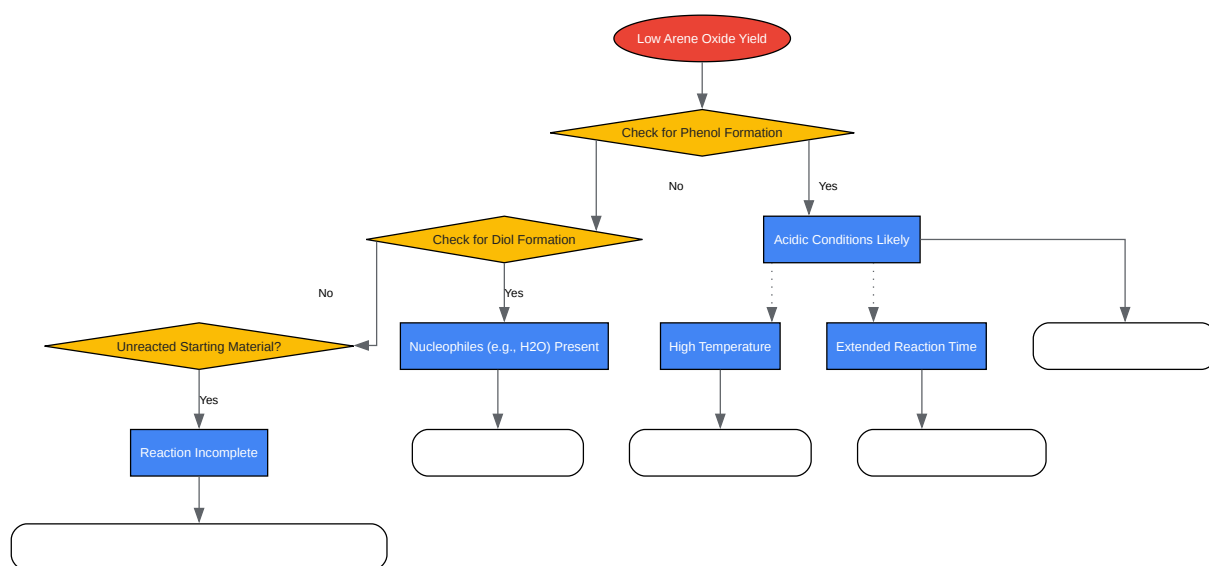 Low Arene Oxide Yield
Check for Phenol Formation
No
Yes
Check for Diol Formation
Acidic Conditions Likely
No
Yes
Unreacted Starting Material?
Nucleophiles (e.g., H2O) Present
High Temperature
Extended Reaction Time
Yes
Reaction Incomplete